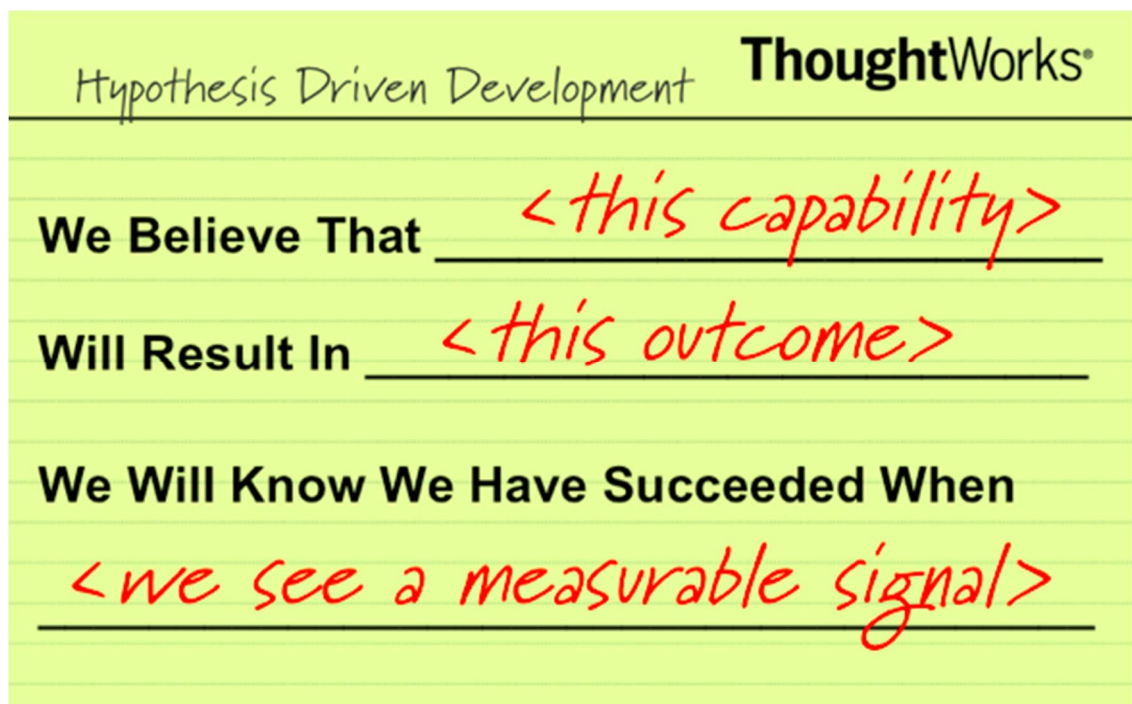 Hypothesis Driven Development ThoughtWorks®
We Believe That <this capability>
Will Result In <this outcome>
We Will Know We Have Succeeded When
<we see a measurable signal>